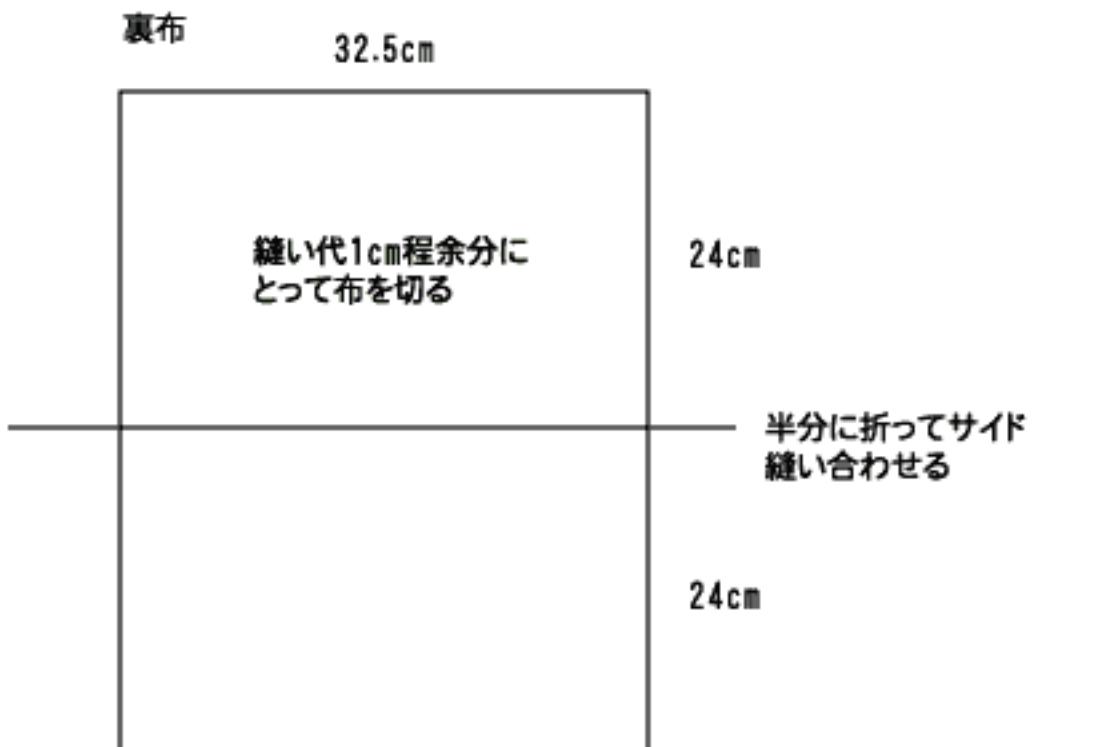 裏布
32.5cm
縫い代1cm程余分に
とって布を切る
24cm
半分に折ってサイド
縫い合わせる
24cm